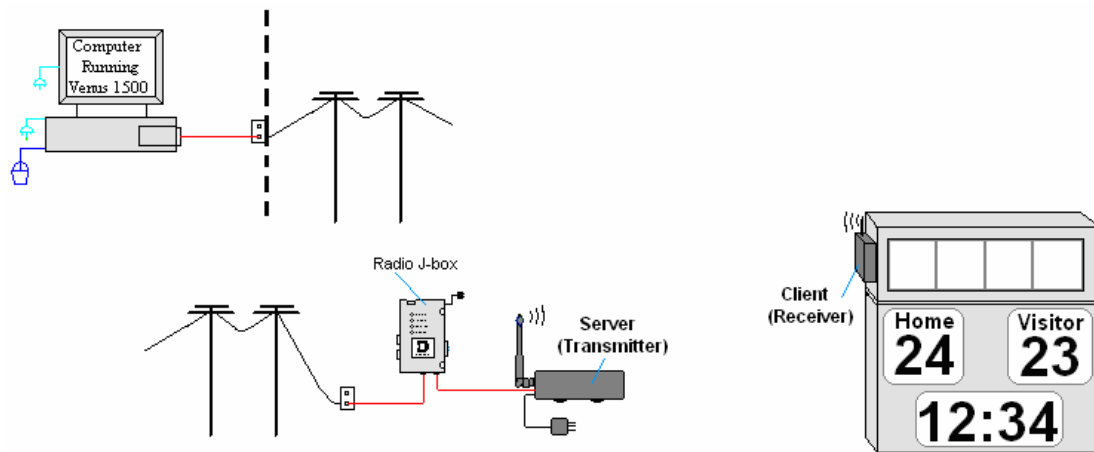 Computer
Running
Venus 1500
Radio J-box
Server
(Transmitter)
Client
(Receiver)
Home
Visitor
24
23
12:34
D